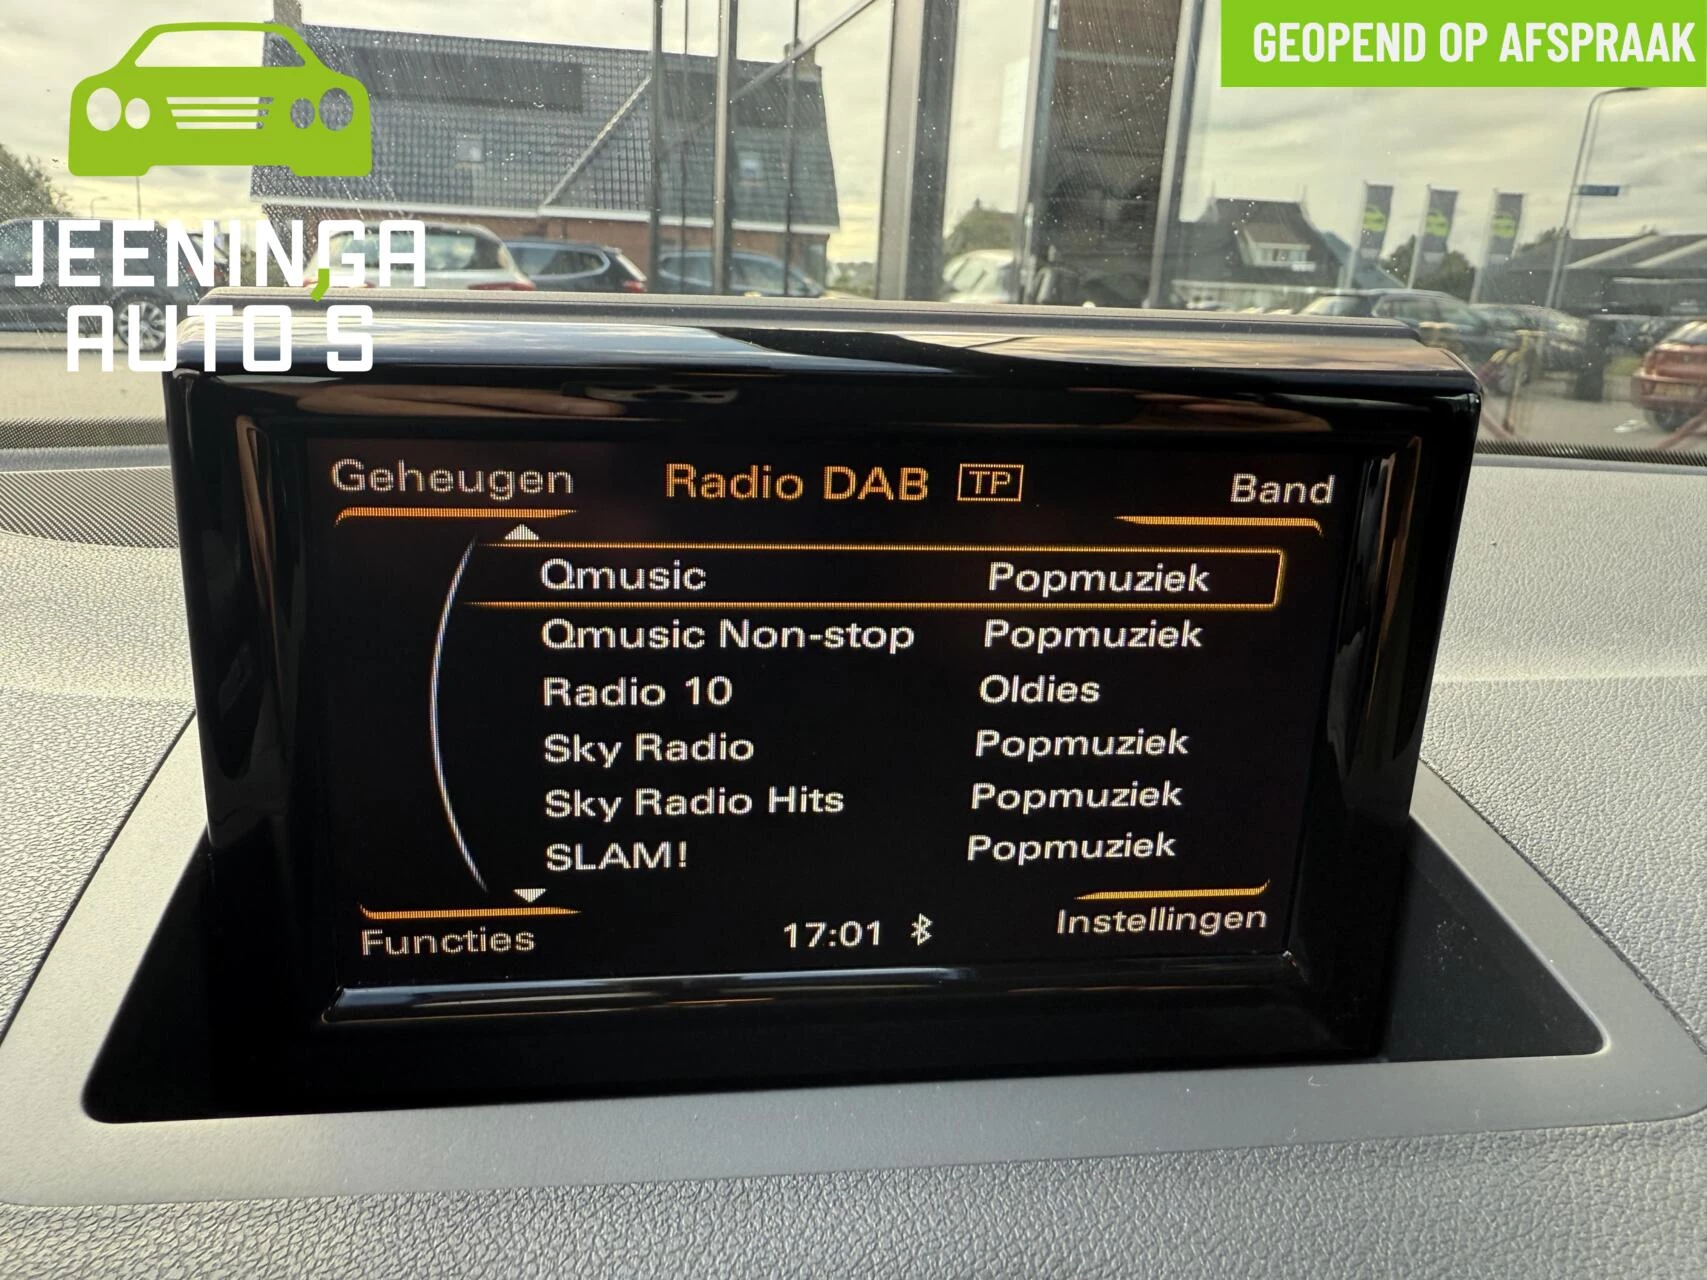 GEOPEND OP AFSPRAAK
JEENINGA
AUTO'S
Geheugen Radio DAB TP Band
Qmusic Popmuziek
Qmusic Non-stop Popmuziek
Radio 10 Oldies
Sky Radio Popmuziek
Sky Radio Hits Popmuziek
SLAM! Popmuziek
Functies 17:01 Instellingen